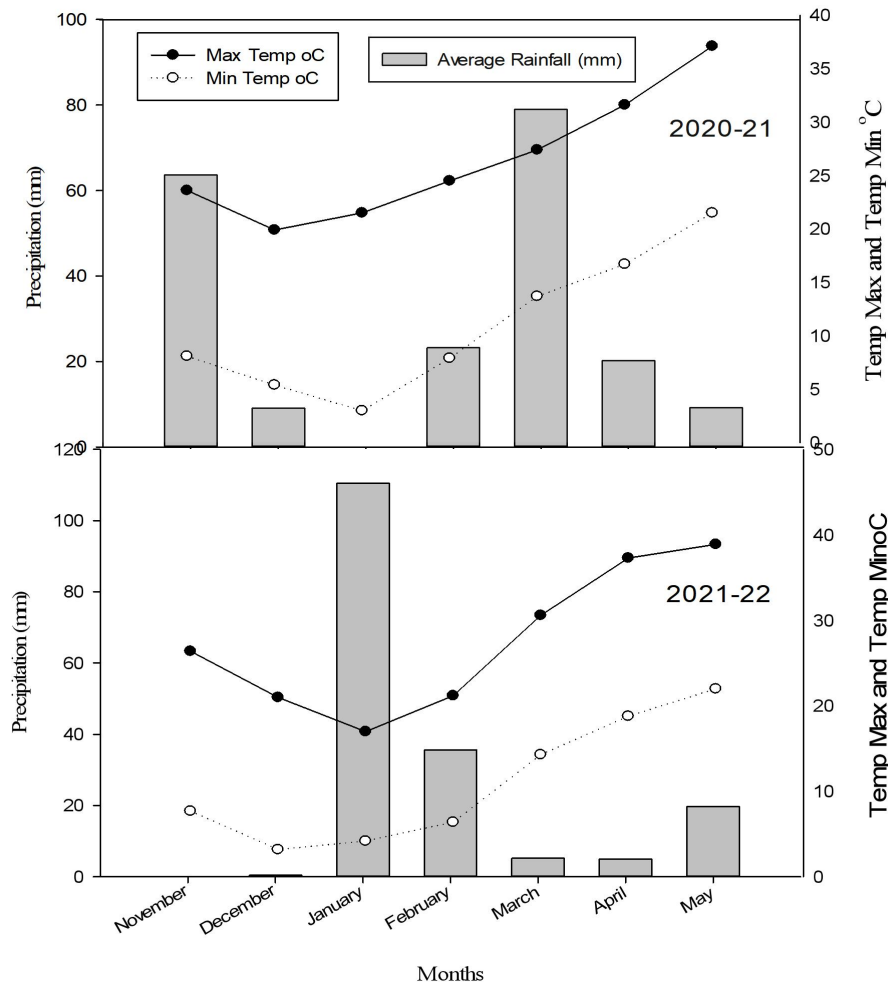 100
80
60
40
20
0
Precipitation (mm)
Max Temp oC
Min Temp oC
Average Rainfall (mm)
2020-21
40
35
30
25
20
15
10
5
0
Temp Max and Temp Min °C
120
100
80
60
40
20
0
Precipitation (mm)
2021-22
50
40
30
20
10
0
Temp Max and Temp MinoC
November
December
January
February
March
April
May
Months